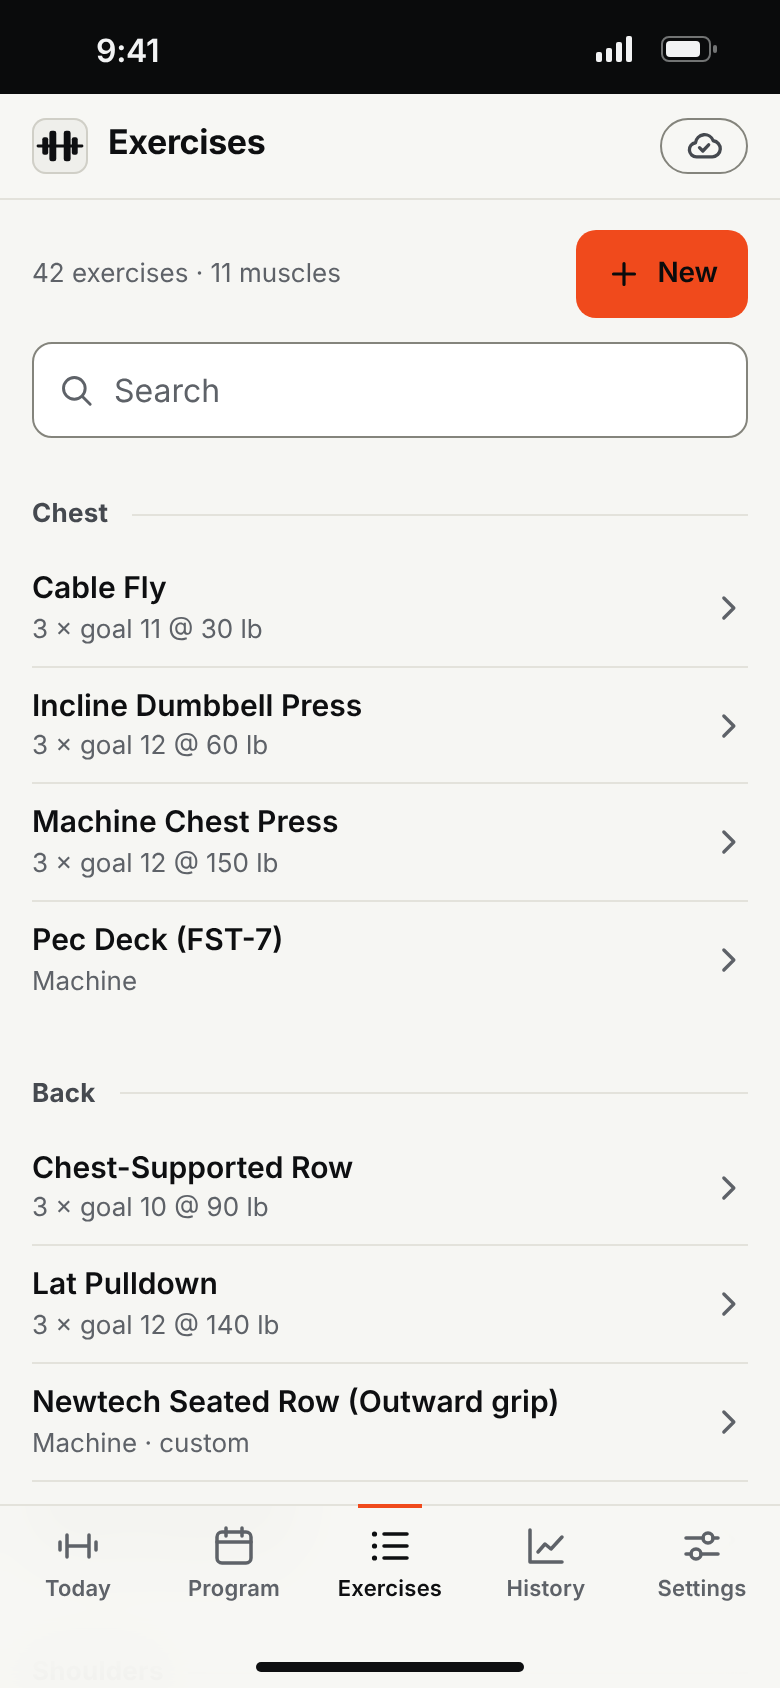 9:41
Exercises
42 exercises · 11 muscles
New
Search
Chest
Cable Fly
3 × goal 11 @ 30 lb
Incline Dumbbell Press
3 × goal 12 @ 60 lb
Machine Chest Press
3 × goal 12 @ 150 lb
Pec Deck (FST-7)
Machine
Back
Chest-Supported Row
3 × goal 10 @ 90 lb
Lat Pulldown
3 × goal 12 @ 140 lb
Newtech Seated Row (Outward grip)
Machine · custom
Today
Program
Exercises
History
Settings
Shoulders